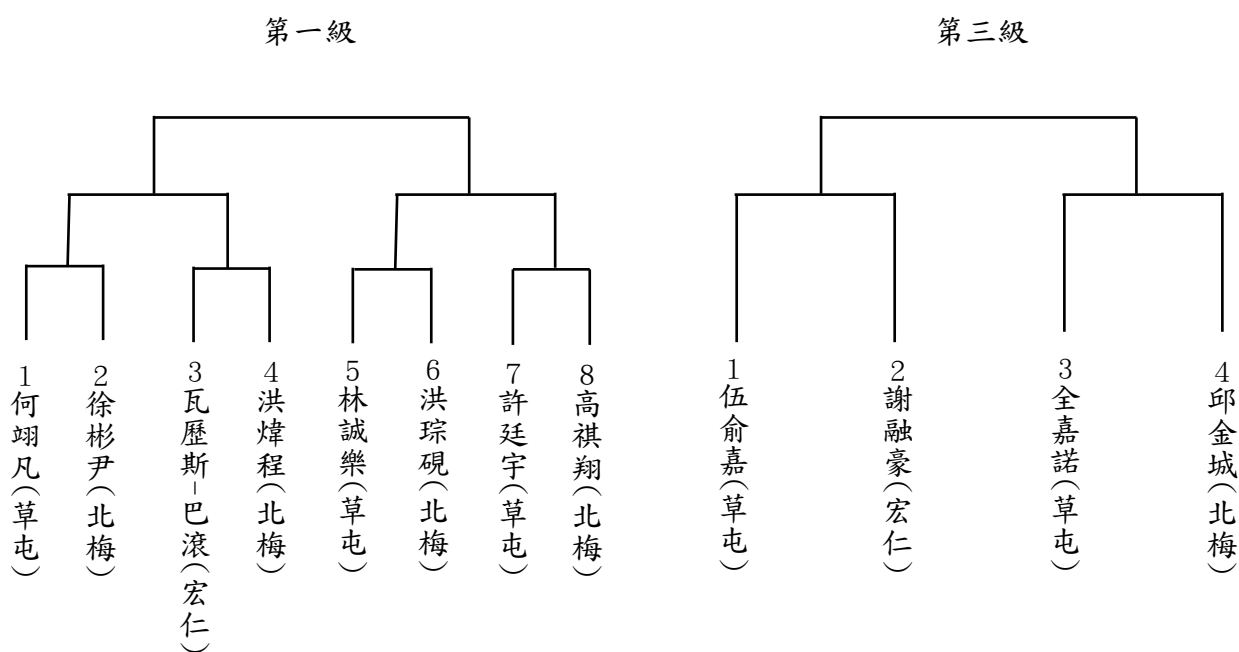 第一級
第三級
1何翊凡(草屯)
2徐彬尹(北梅)
3瓦歷斯-巴滾(宏仁)
4洪煒程(北梅)
5林誠樂(草屯)
6洪琮硯(北梅)
7許廷宇(草屯)
8高祺翔(北梅)
1伍俞嘉(草屯)
2謝融豪(宏仁)
3全嘉諾(草屯)
4邱金城(北梅)